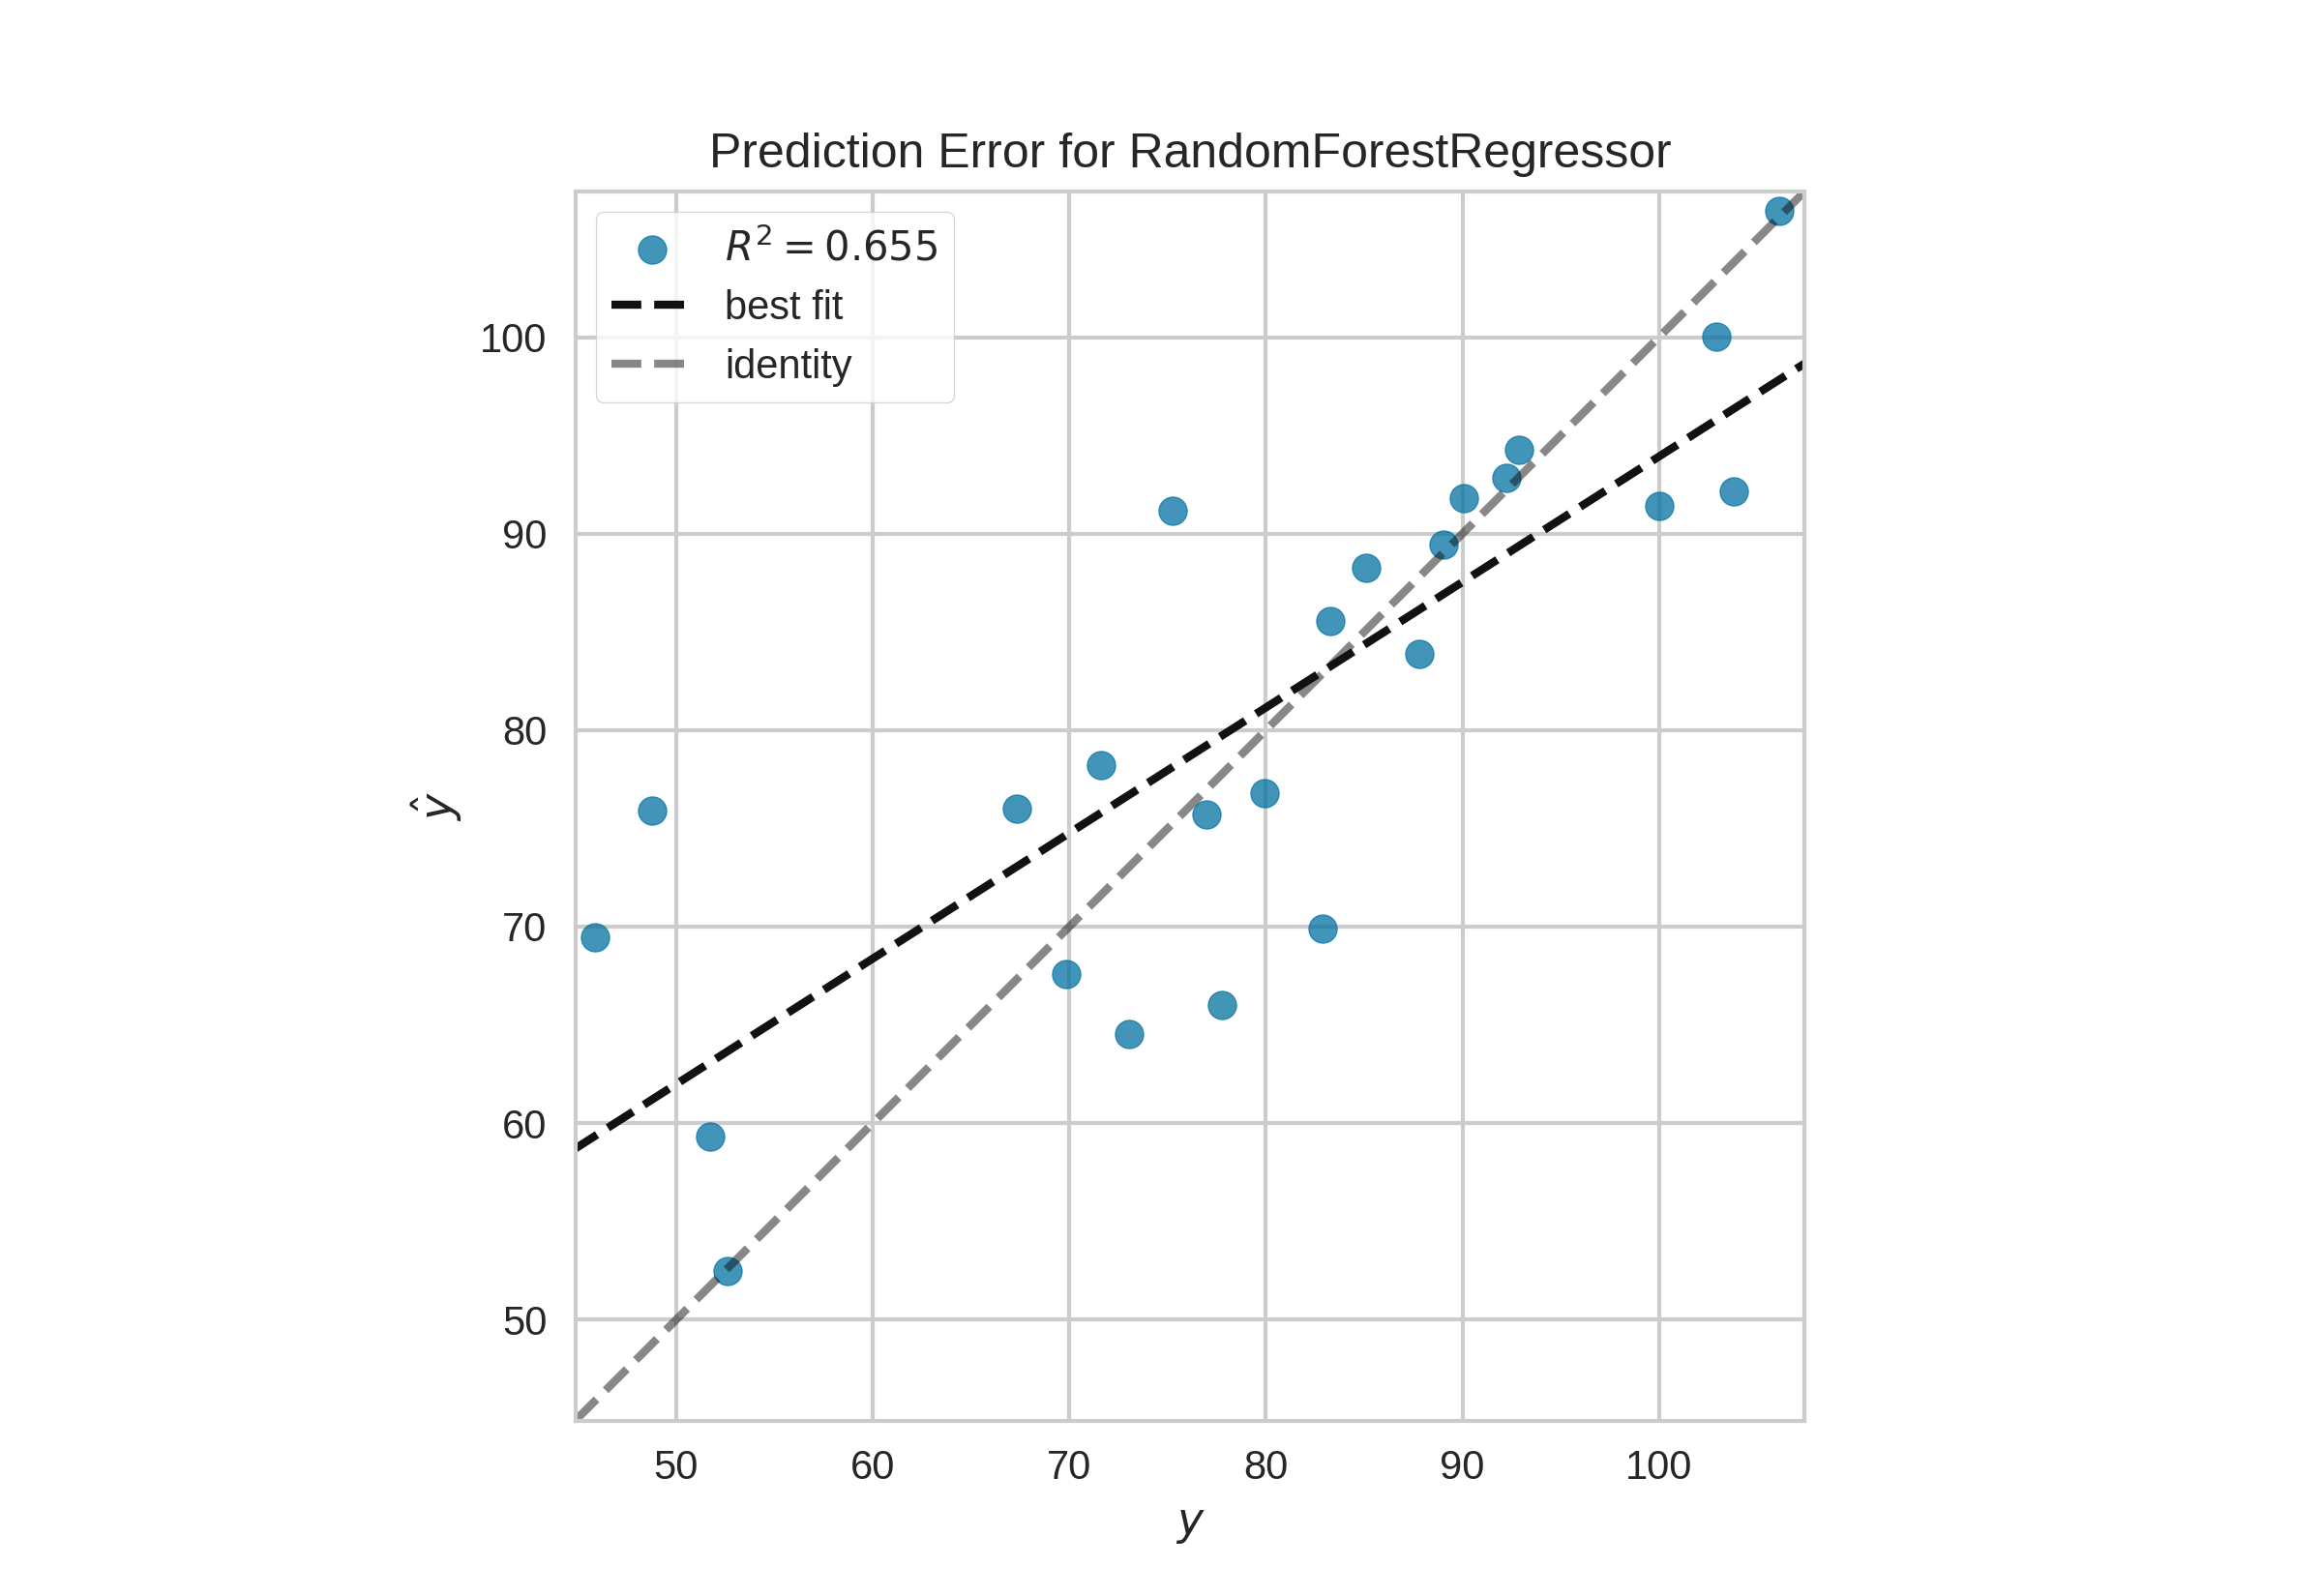 Prediction Error for RandomForestRegressor
R² = 0.655
best fit
identity
100
90
80
70
60
50
ŷ
50 60 70 80 90 100
y